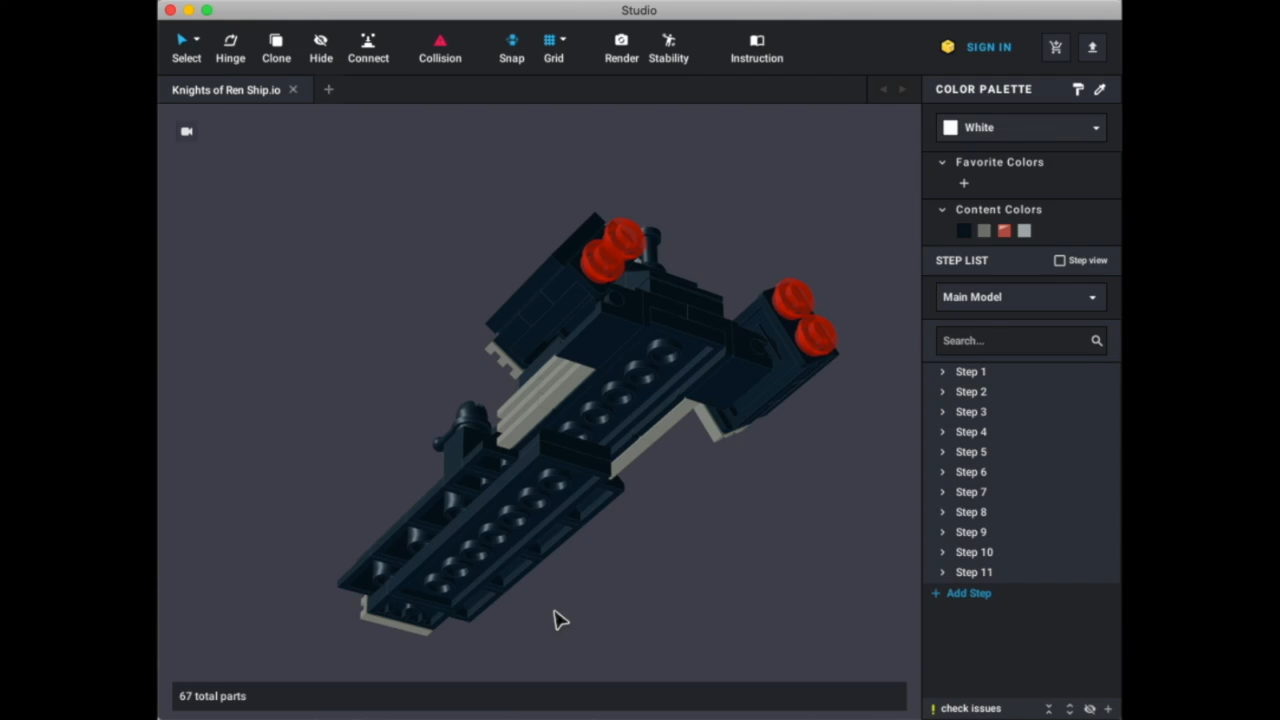 Studio
Select Hinge Clone Hide Connect Collision Snap Grid Render Stability Instruction SIGN IN
Knights of Ren Ship.io
COLOR PALETTE
White
Favorite Colors
Content Colors
STEP LIST Step view
Main Model
Search...
Step 1
Step 2
Step 3
Step 4
Step 5
Step 6
Step 7
Step 8
Step 9
Step 10
Step 11
+ Add Step
67 total parts
check issues